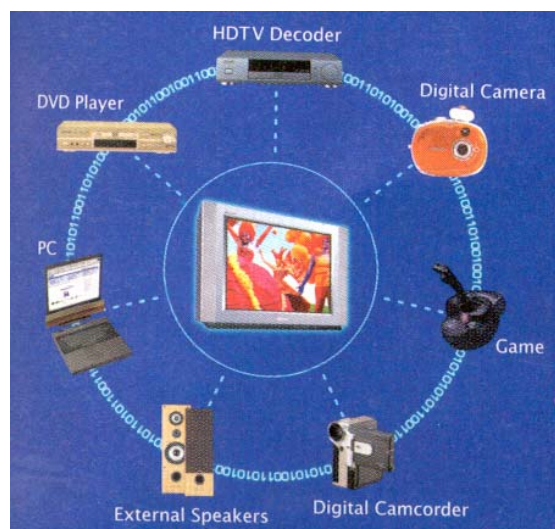 HDTV Decoder
DVD Player
Digital Camera
PC
Game
External Speakers
Digital Camcorder